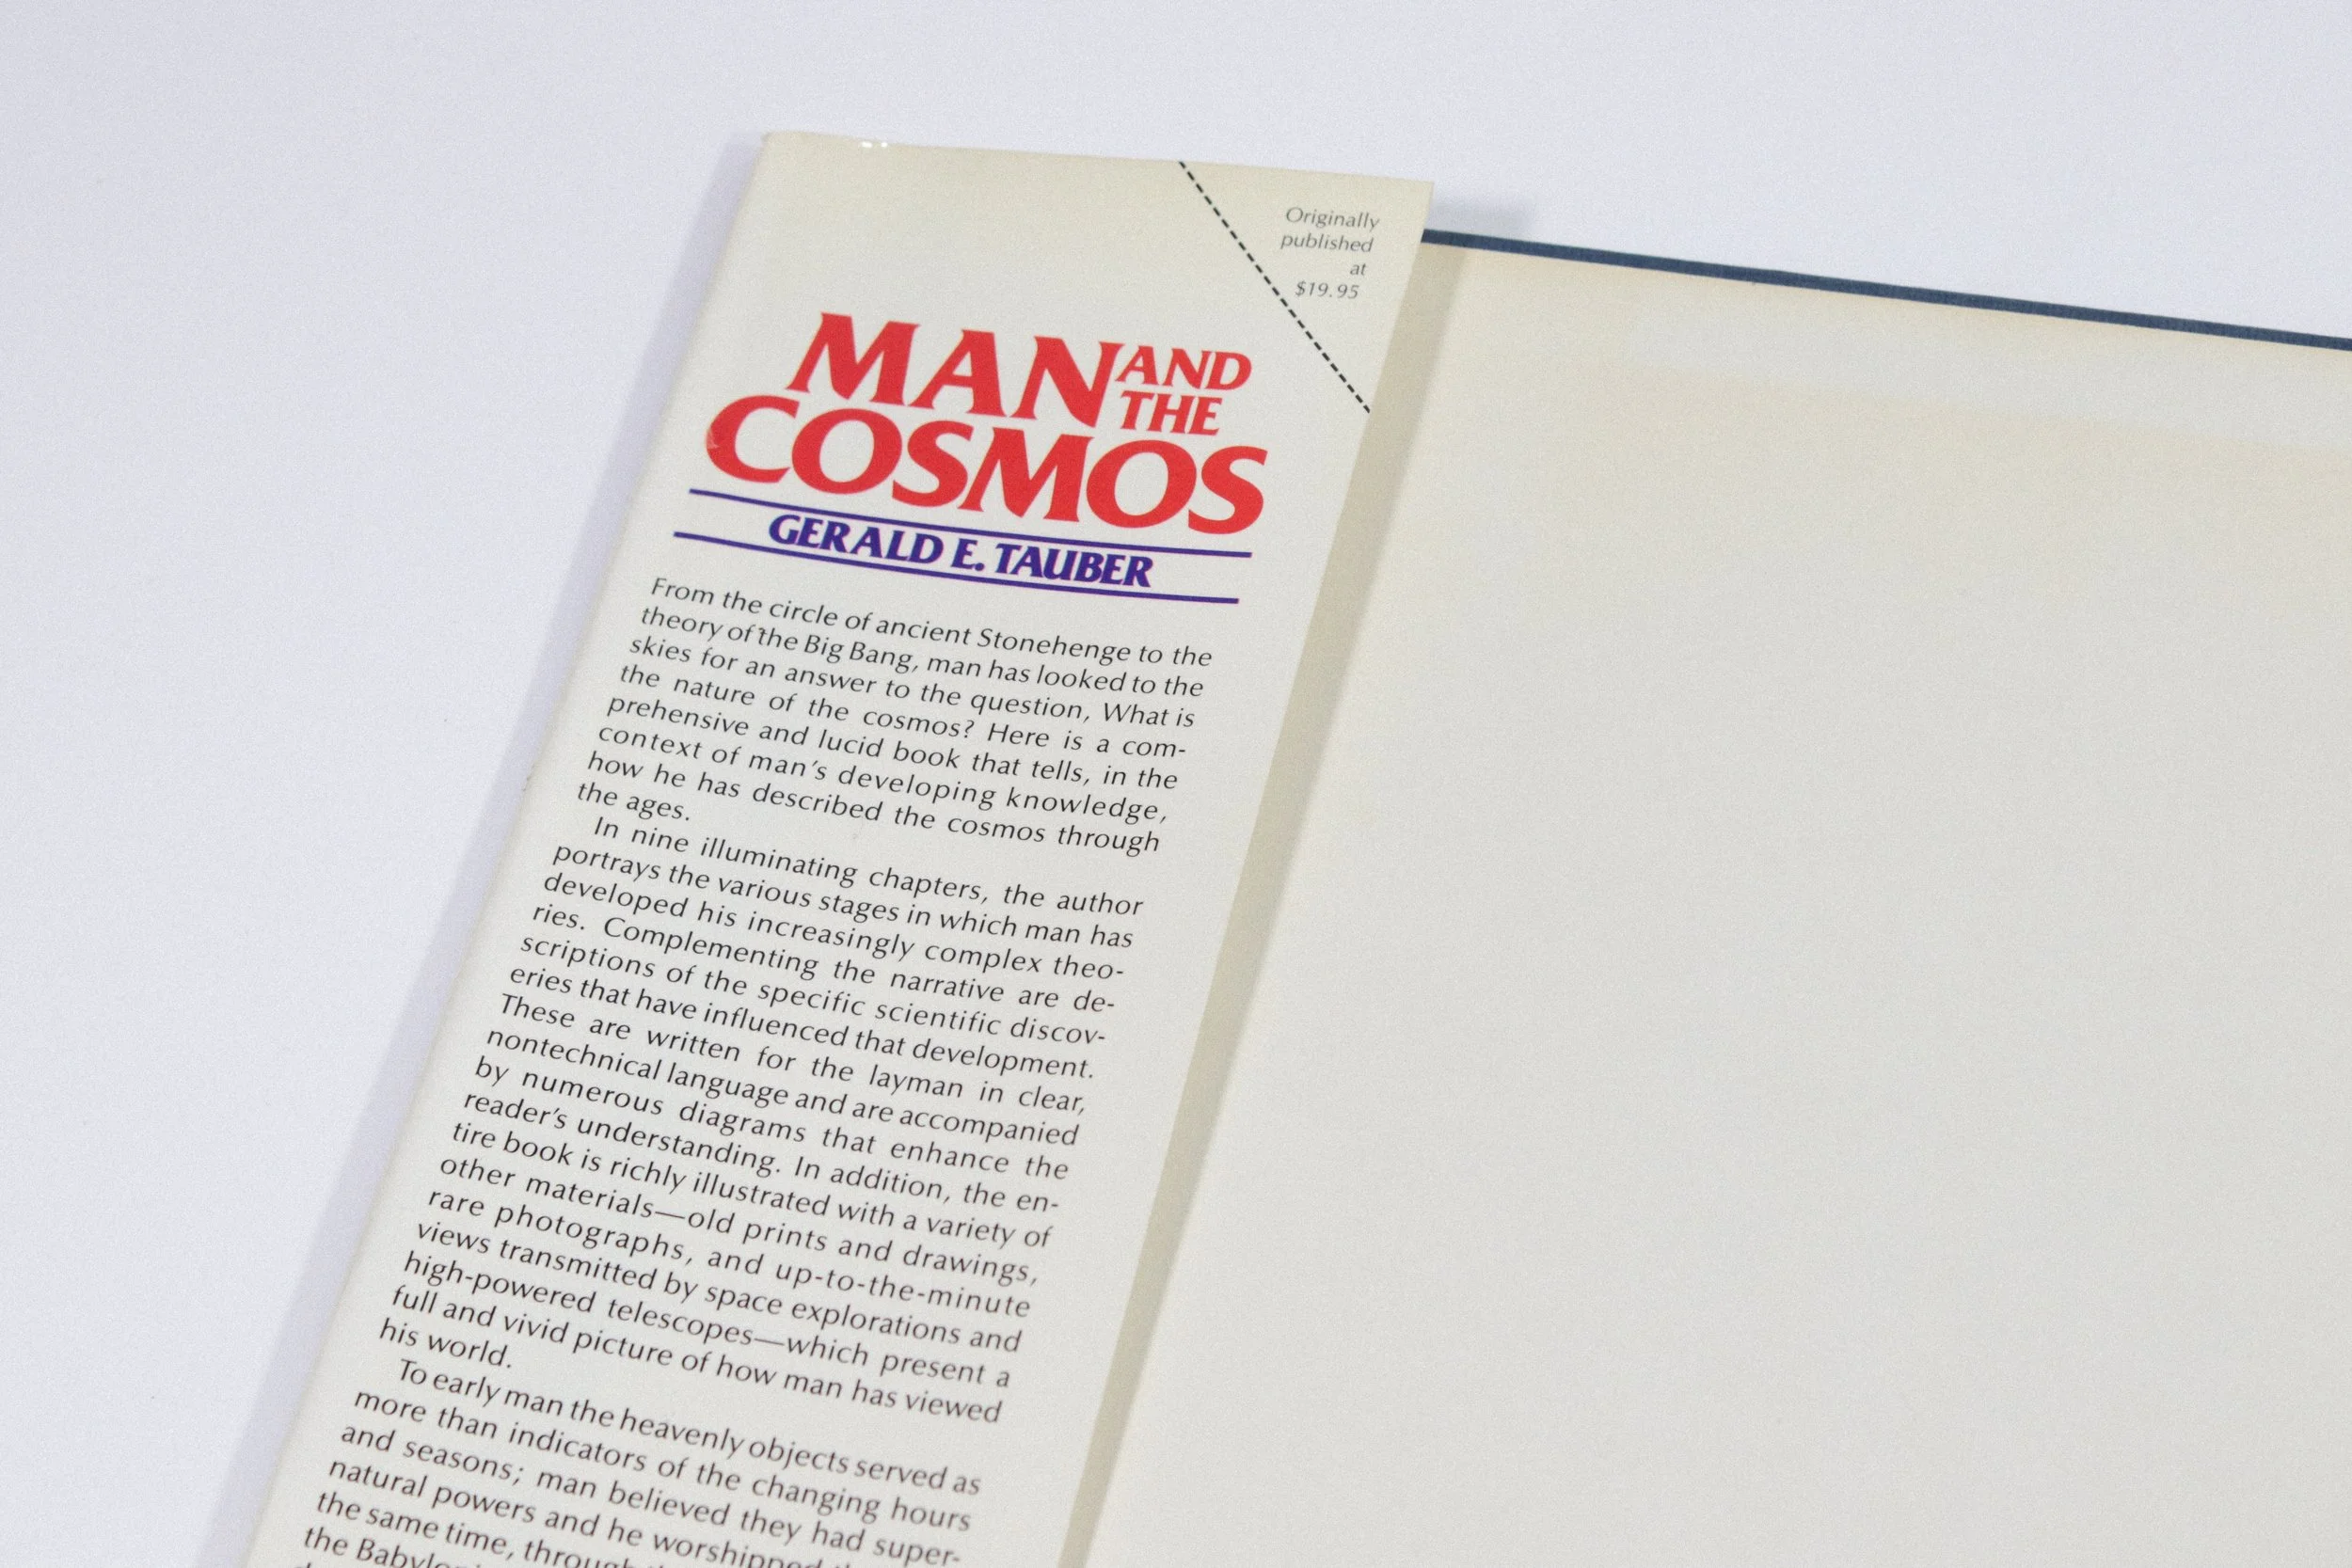 Originally
published
at
$19.95
MAN AND
THE
COSMOS
GERALD E. TAUBER
From the circle of ancient Stonehenge to the
theory of the Big Bang, man has looked to the
skies for an answer to the question, What is
the nature of the cosmos? Here is a com-
prehensive and lucid book that tells, in the
context of man's developing knowledge,
how he has described the cosmos through
the ages.
In nine illuminating chapters, the author
portrays the various stages in which man has
developed his increasingly complex theo-
ries. Complementing the narrative are de-
scriptions of the specific scientific discov-
eries that have influenced that development.
These are written for the layman in clear,
nontechnical language and are accompanied
by numerous diagrams that enhance the
reader's understanding. In addition, the en-
tire book is richly illustrated with a variety of
other materials—old prints and drawings,
rare photographs, and up-to-the-minute
views transmitted by space explorations and
high-powered telescopes—which present a
full and vivid picture of how man has viewed
his world.
To early man the heavenly objects served as
more than indicators of the changing hours
and seasons; man believed they had super-
natural powers and he worshipped
the same time, through
the